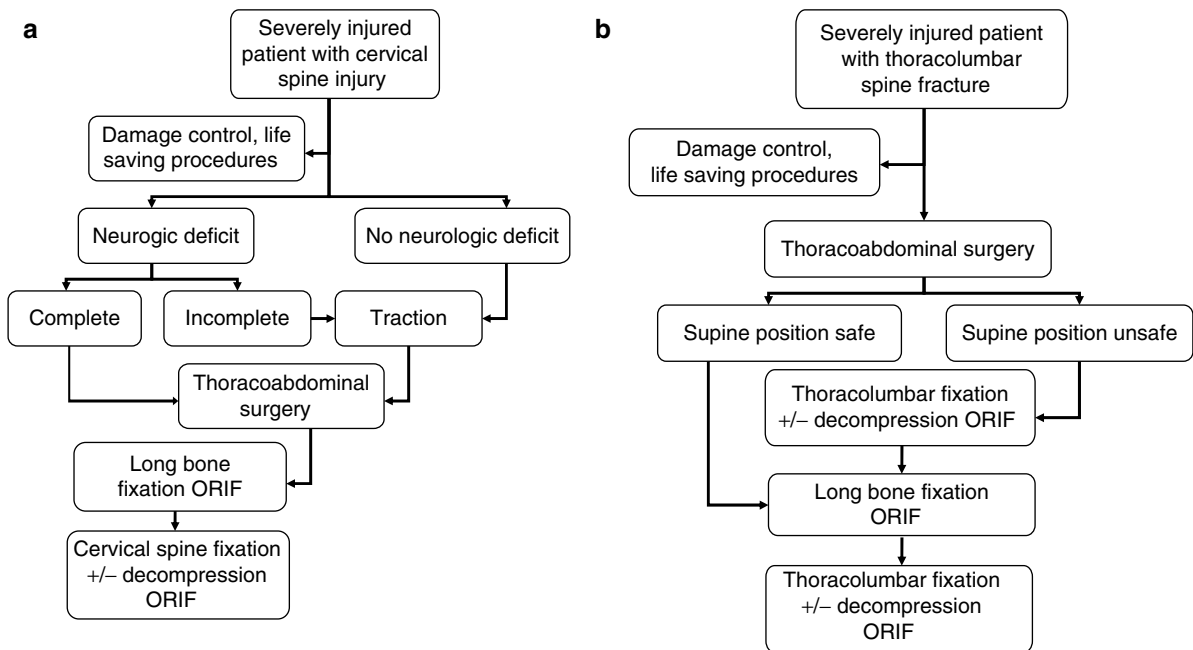 a
Severely injured
patient with cervical
spine injury
Damage control, life
saving procedures
Neurogic deficit
No neurologic deficit
Complete
Incomplete
Traction
Thoracoabdominal
surgery
Long bone
fixation ORIF
Cervical spine fixation
+/– decompression
ORIF
b
Severely injured patient
with thoracolumbar
spine fracture
Damage control,
life saving procedures
Thoracoabdominal surgery
Supine position safe
Supine position unsafe
Thoracolumbar fixation
+/– decompression ORIF
Long bone fixation
ORIF
Thoracolumbar fixation
+/– decompression
ORIF